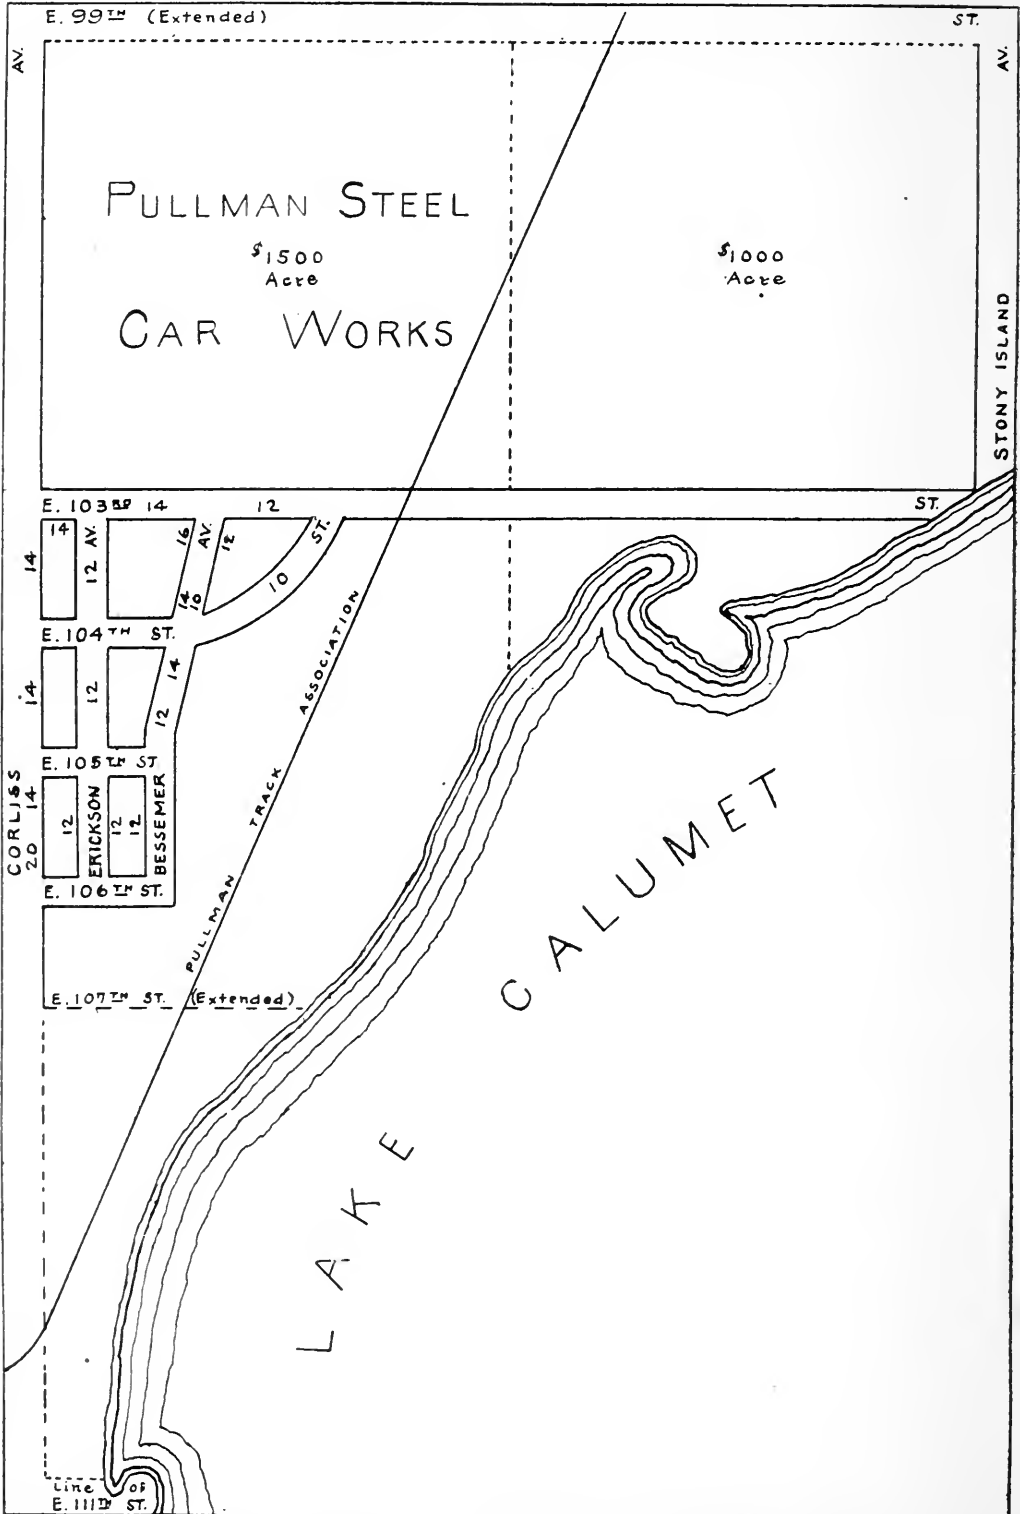 E. 99TH (Extended) ST.
AV.
AV.
PULLMAN STEEL
$1500
Acre
CAR WORKS
$1000
Acre
STONY ISLAND
E. 103RD 14 12 ST.
14
14
12 AV.
16
AV.
12
ST.
10
14
10
E. 104TH ST.
14
12
14
12
E. 105TH ST
CORLISS
20 14
12
ERICKSON
12
12
BESSEMER
E. 106TH ST.
PULLMAN TRACK ASSOCIATION
E. 107TH ST. (Extended)
LAKE CALUMET
Line of
E. 111TH ST.